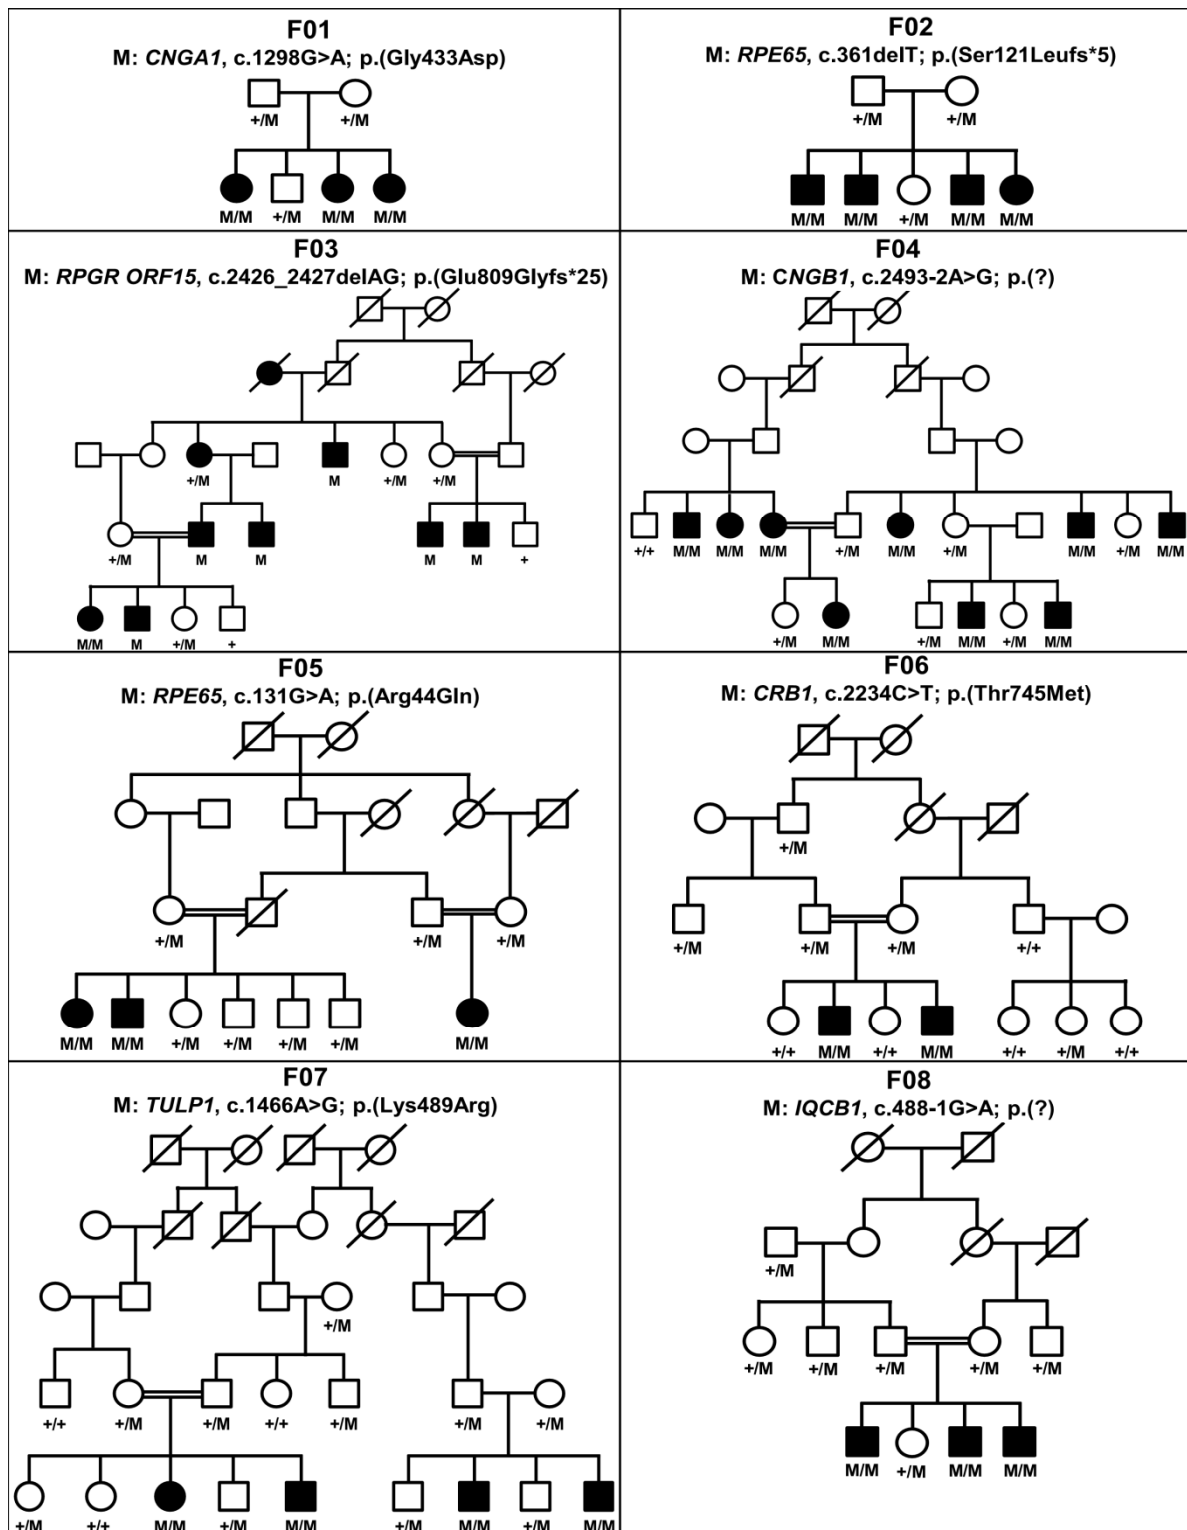 F01
M: CNGA1, c.1298G>A; p.(Gly433Asp)
+/M +/M
M/M +/M M/M M/M
F02
M: RPE65, c.361delT; p.(Ser121Leufs*5)
+/M +/M
M/M M/M +/M M/M M/M
F03
M: RPGR ORF15, c.2426_2427delAG; p.(Glu809Glyfs*25)
+/M M +/M +/M
+/M M M M M +
M/M M +/M +
F04
M: CNGB1, c.2493-2A>G; p.(?)
+/+ M/M M/M M/M +/M M/M +/M M/M +/M M/M
+/M M/M +/M M/M +/M M/M
F05
M: RPE65, c.131G>A; p.(Arg44Gln)
+/M +/M +/M
M/M M/M +/M +/M +/M +/M M/M
F06
M: CRB1, c.2234C>T; p.(Thr745Met)
+/M
+/M +/M +/M +/+
+/+ M/M +/+ M/M +/+ +/M +/+
F07
M: TULP1, c.1466A>G; p.(Lys489Arg)
+/M
+/+ +/M +/M +/+ +/M +/M +/M
+/M +/+ M/M +/M M/M +/M M/M +/M M/M
F08
M: IQCB1, c.488-1G>A; p.(?)
+/M
+/M +/M +/M +/M +/M
M/M +/M M/M M/M